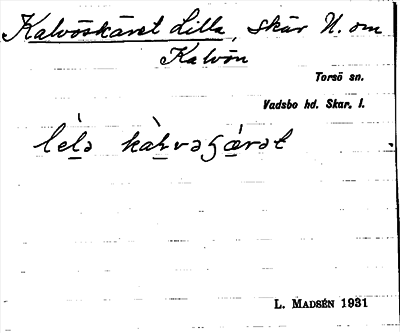 Kalvöskäret Lilla, skär N. om
Kalvön
Torsö sn.
Vadsbo hd. Skar. l.
L. MADSÉN 1931